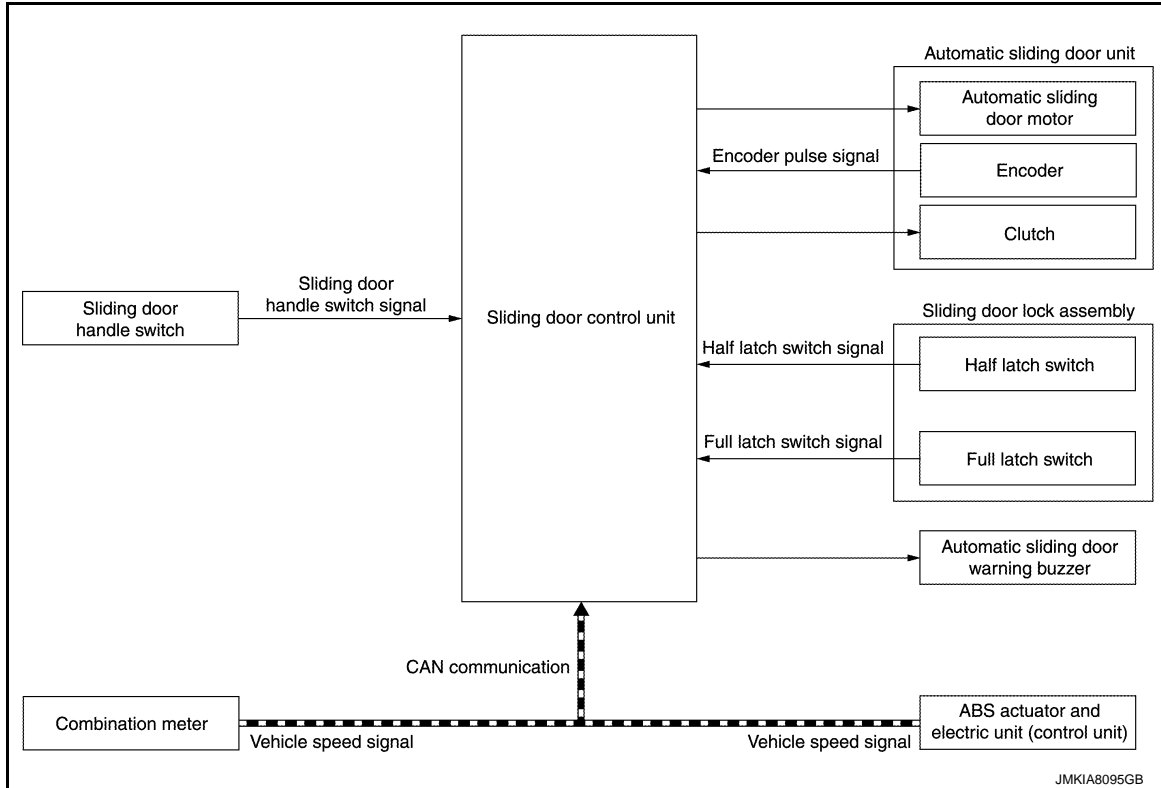 Automatic sliding door unit
Automatic sliding
door motor
Encoder pulse signal
Encoder
Clutch
Sliding door
handle switch signal
Sliding door
handle switch
Sliding door control unit
Sliding door lock assembly
Half latch switch signal
Half latch switch
Full latch switch signal
Full latch switch
Automatic sliding door
warning buzzer
CAN communication
Combination meter
Vehicle speed signal
Vehicle speed signal
ABS actuator and
electric unit (control unit)
JMKIA8095GB